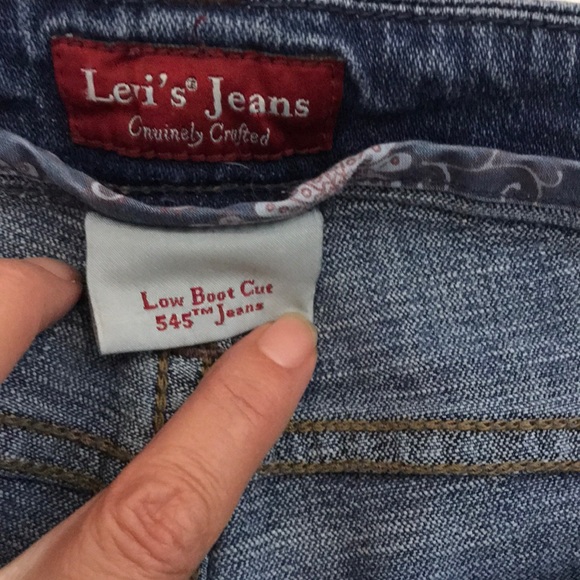 Levi's® Jeans
Genuinely Crafted
Low Boot Cut
545™ Jeans